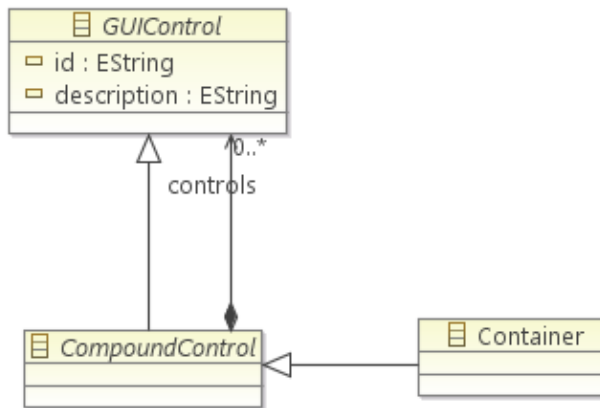 GUIControl
id : EString
description : EString
0..*
controls
CompoundControl
Container